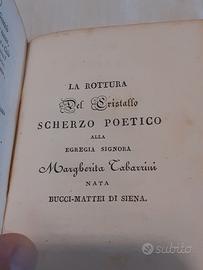 LA ROTTURA
Del Cristallo
SCHERZO POETICO
ALLA
EGREGIA SIGNORA
Margherita Tabarrini
NATA
BUCCI-MATTEI DI SIENA.
subito